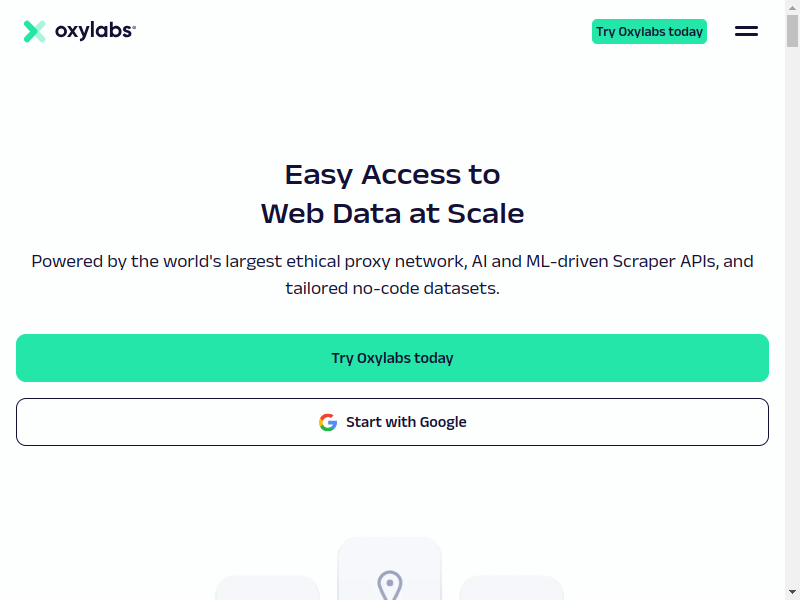 oxylabs
Try Oxylabs today
Easy Access to
Web Data at Scale
Powered by the world's largest ethical proxy network, AI and ML-driven Scraper APIs, and
tailored no-code datasets.
Try Oxylabs today
Start with Google